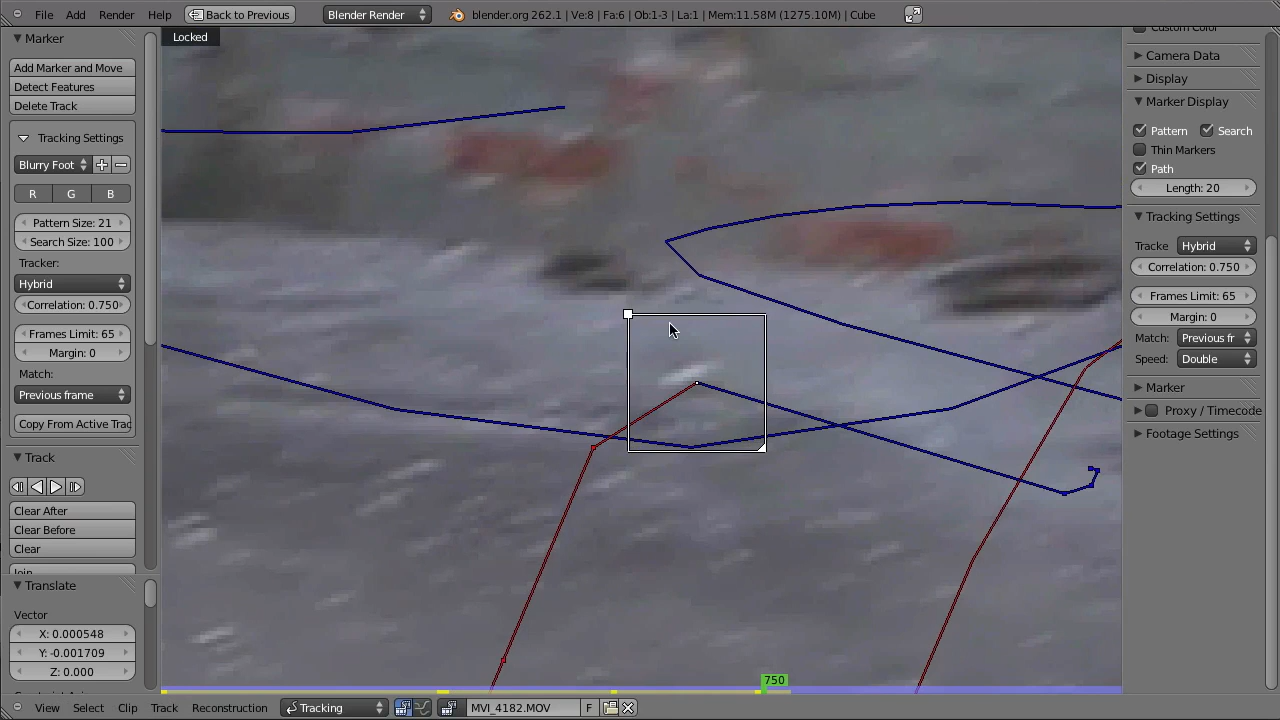 File Add Render Help Back to Previous Blender Render blender.org 262.1 | Ve:8 | Fa:6 | Ob:1-3 | La:1 | Mem:11.58M (1275.10M) | Cube
Marker
Add Marker and Move
Detect Features
Delete Track
Tracking Settings
Blurry Foot
R G B
Pattern Size: 21
Search Size: 100
Tracker:
Hybrid
Correlation: 0.750
Frames Limit: 65
Margin: 0
Match:
Previous frame
Copy From Active Trac
Track
Clear After
Clear Before
Clear
Join
Translate
Vector
X: 0.000548
Y: -0.001709
Z: 0.000
Locked
750
Custom Color
Camera Data
Display
Marker Display
Pattern Search
Thin Markers
Path
Length: 20
Tracking Settings
Tracke Hybrid
Correlation: 0.750
Frames Limit: 65
Margin: 0
Match: Previous fr
Speed: Double
Marker
Proxy / Timecode
Footage Settings
View Select Clip Track Reconstruction Tracking MVI_4182.MOV F